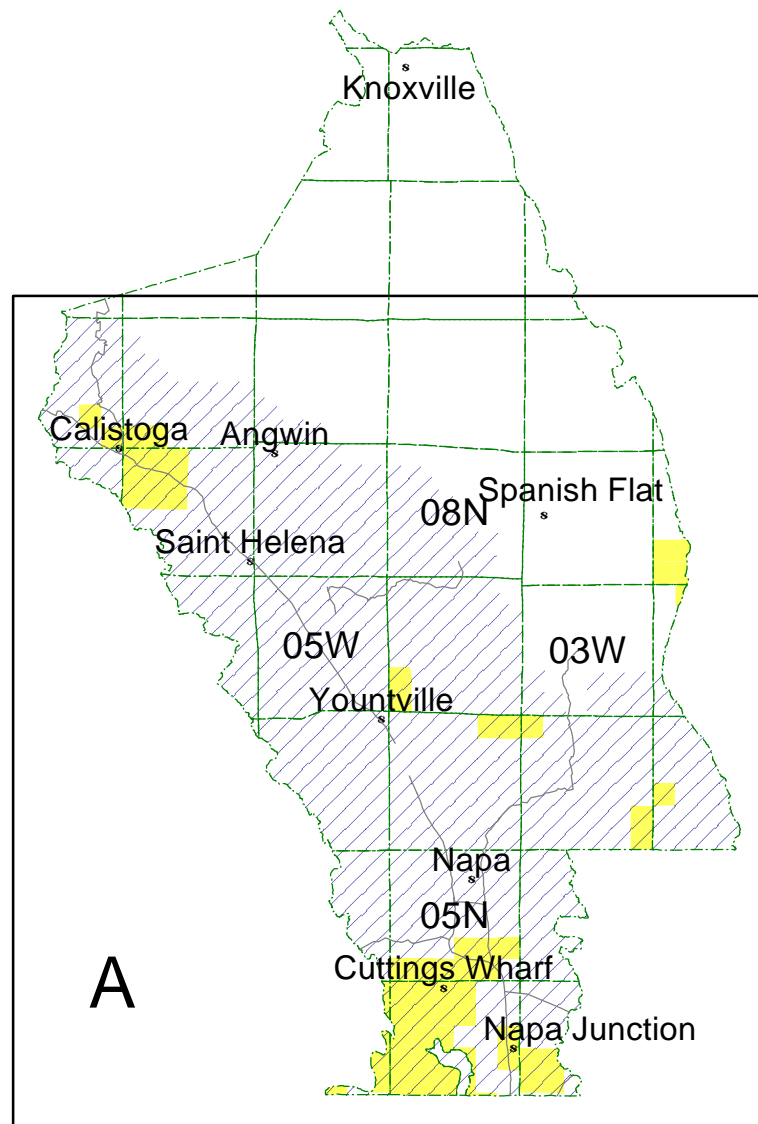 Knoxville
Calistoga
Angwin
Spanish Flat
08N
Saint Helena
05W
03W
Yountville
Napa
05N
Cuttings Wharf
A
Napa Junction